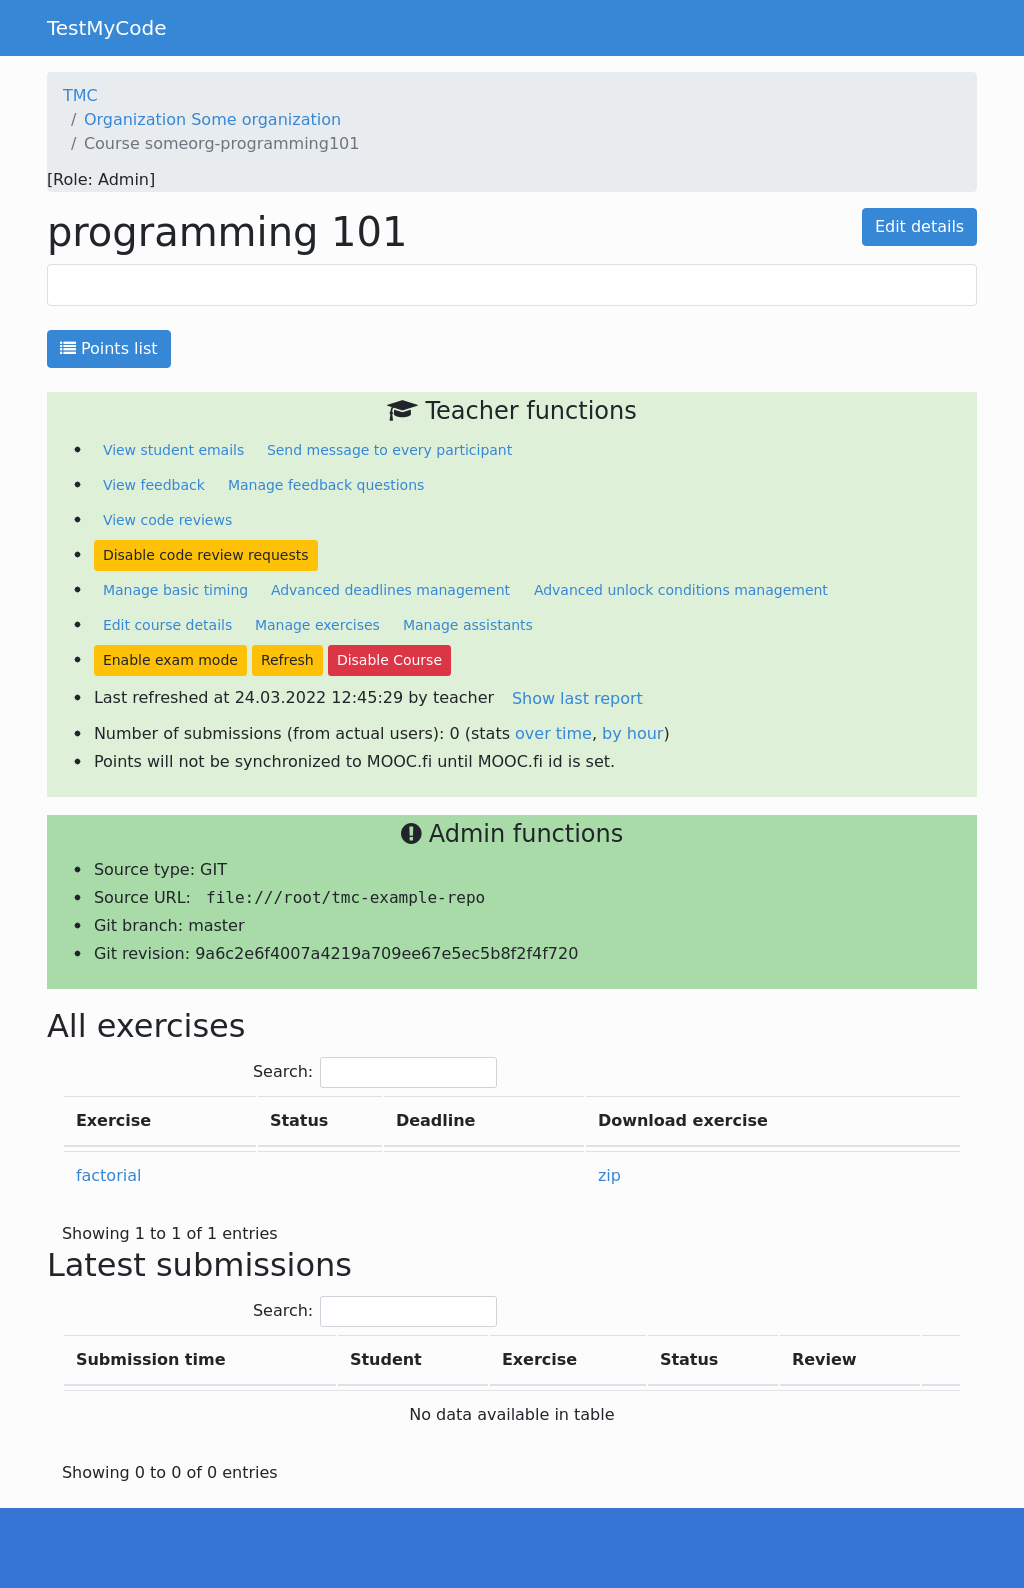 TestMyCode
TMC
/ Organization Some organization
/ Course someorg-programming101
[Role: Admin]
programming 101
Edit details
Points list
Teacher functions
View student emails Send message to every participant
View feedback Manage feedback questions
View code reviews
Disable code review requests
Manage basic timing Advanced deadlines management Advanced unlock conditions management
Edit course details Manage exercises Manage assistants
Enable exam mode Refresh Disable Course
Last refreshed at 24.03.2022 12:45:29 by teacher Show last report
Number of submissions (from actual users): 0 (stats over time, by hour)
Points will not be synchronized to MOOC.fi until MOOC.fi id is set.
Admin functions
Source type: GIT
Source URL: file:///root/tmc-example-repo
Git branch: master
Git revision: 9a6c2e6f4007a4219a709ee67e5ec5b8f2f4f720
All exercises
Search:
Exercise Status Deadline Download exercise
factorial zip
Showing 1 to 1 of 1 entries
Latest submissions
Search:
Submission time Student Exercise Status Review
No data available in table
Showing 0 to 0 of 0 entries